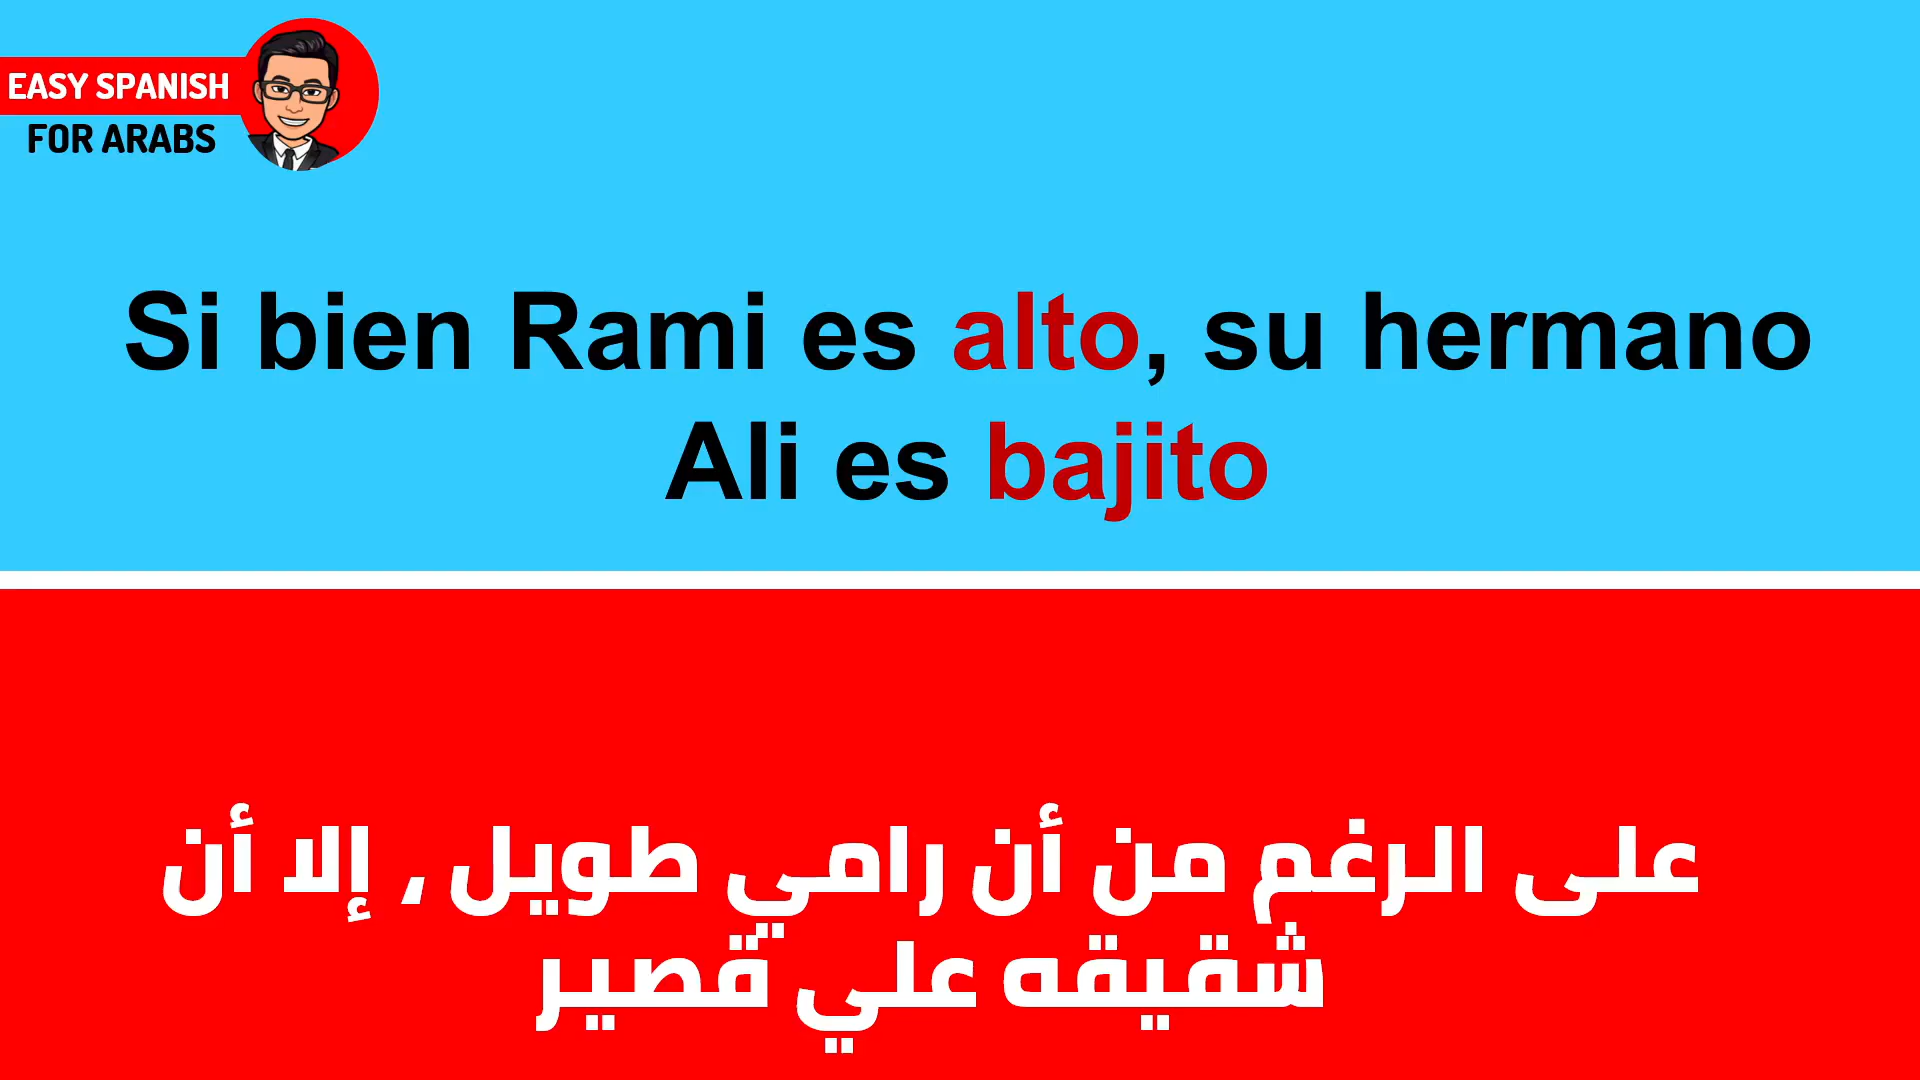 EASY SPANISH
FOR ARABS
Si bien Rami es alto, su hermano
Ali es bajito
على الرغم من أن رامي طويل ، إلا أن
شقيقه علي قصير